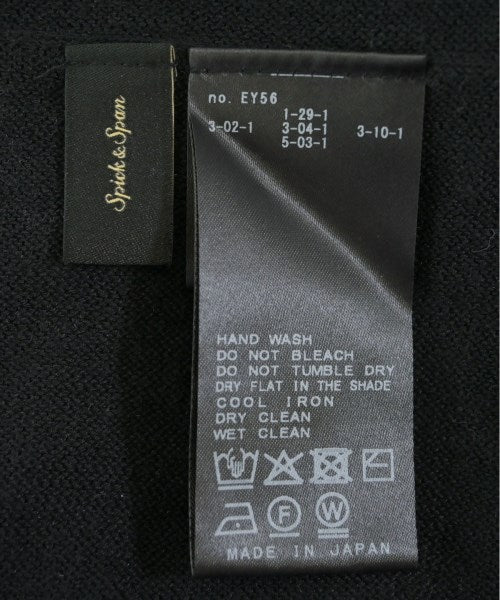 Spick & Span
no. EY56
1-29-1
3-02-1 3-04-1 3-10-1
5-03-1
HAND WASH
DO NOT BLEACH
DO NOT TUMBLE DRY
DRY FLAT IN THE SHADE
COOL IRON
DRY CLEAN
WET CLEAN
F W
MADE IN JAPAN